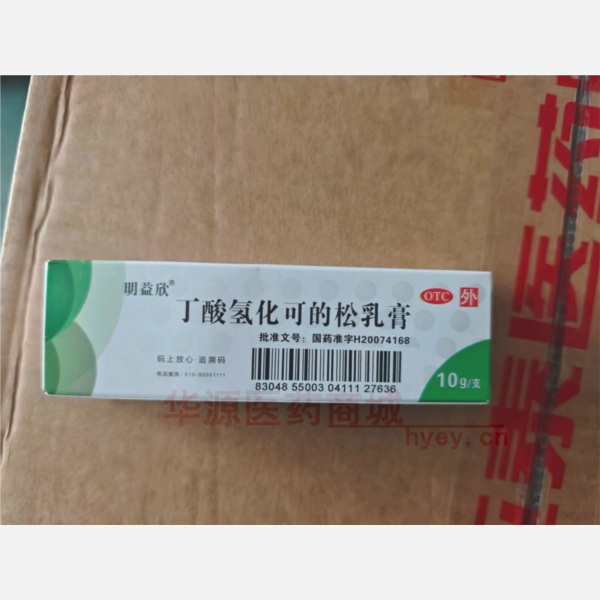 明益欣®
丁酸氢化可的松乳膏
OTC
外
批准文号：国药准字H20074168
码上放心·追溯码
83048 55003 04111 27636
10g/支
华源医药商城
hyey.cn
医药